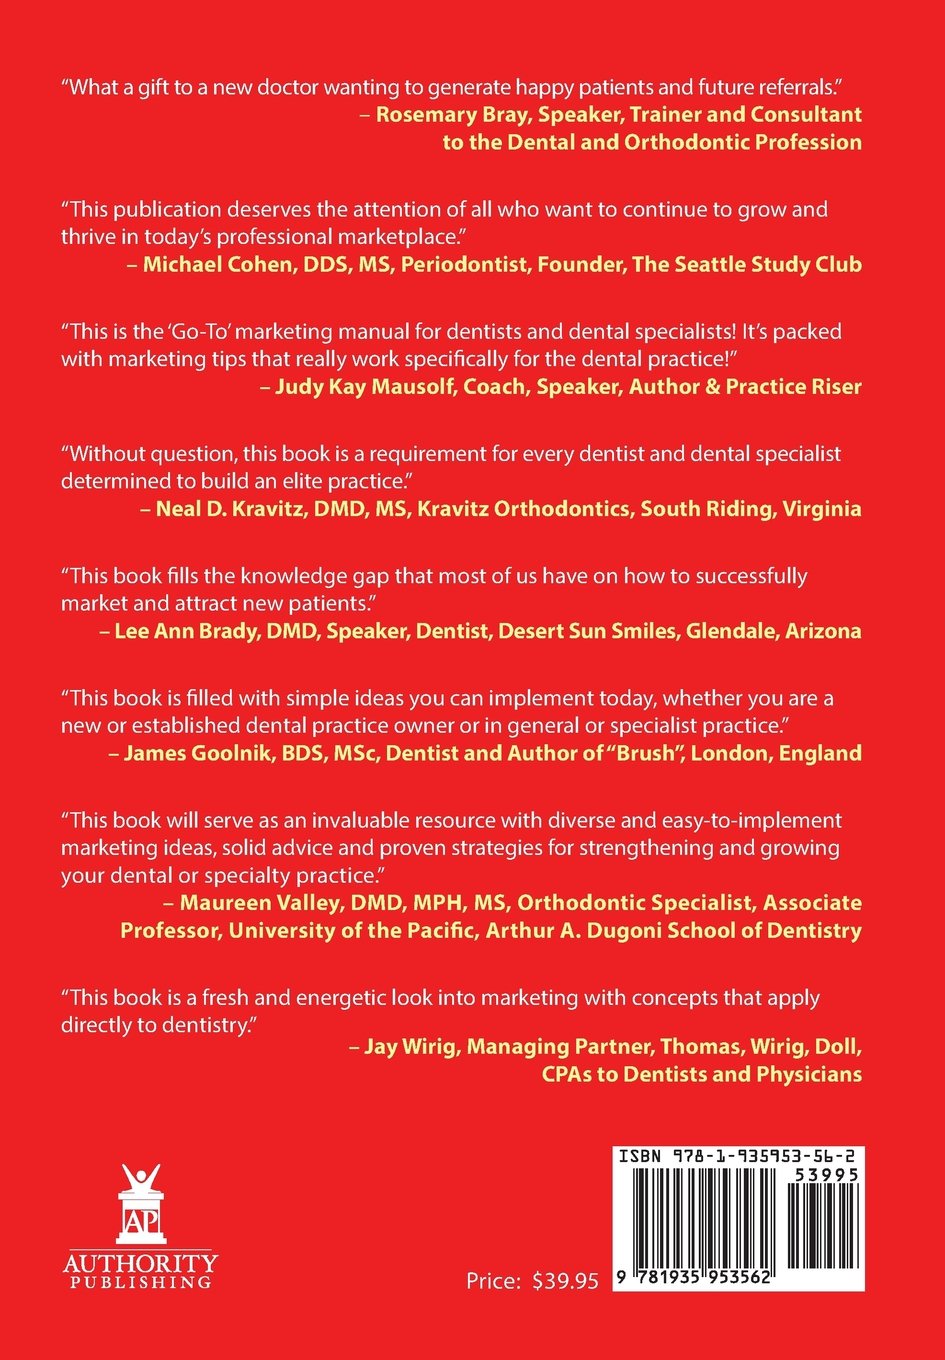 “What a gift to a new doctor wanting to generate happy patients and future referrals.”
– Rosemary Bray, Speaker, Trainer and Consultant
to the Dental and Orthodontic Profession
“This publication deserves the attention of all who want to continue to grow and
thrive in today’s professional marketplace.”
– Michael Cohen, DDS, MS, Periodontist, Founder, The Seattle Study Club
“This is the ‘Go-To’ marketing manual for dentists and dental specialists! It’s packed
with marketing tips that really work specifically for the dental practice!”
– Judy Kay Mausolf, Coach, Speaker, Author & Practice Riser
“Without question, this book is a requirement for every dentist and dental specialist
determined to build an elite practice.”
– Neal D. Kravitz, DMD, MS, Kravitz Orthodontics, South Riding, Virginia
“This book fills the knowledge gap that most of us have on how to successfully
market and attract new patients.”
– Lee Ann Brady, DMD, Speaker, Dentist, Desert Sun Smiles, Glendale, Arizona
“This book is filled with simple ideas you can implement today, whether you are a
new or established dental practice owner or in general or specialist practice.”
– James Goolnik, BDS, MSc, Dentist and Author of “Brush”, London, England
“This book will serve as an invaluable resource with diverse and easy-to-implement
marketing ideas, solid advice and proven strategies for strengthening and growing
your dental or specialty practice.”
– Maureen Valley, DMD, MPH, MS, Orthodontic Specialist, Associate
Professor, University of the Pacific, Arthur A. Dugoni School of Dentistry
“This book is a fresh and energetic look into marketing with concepts that apply
directly to dentistry.”
– Jay Wirig, Managing Partner, Thomas, Wirig, Doll,
CPAs to Dentists and Physicians
AP
AUTHORITY
PUBLISHING
Price: $39.95
ISBN 978-1-935953-56-2
53995
9 781935 953562